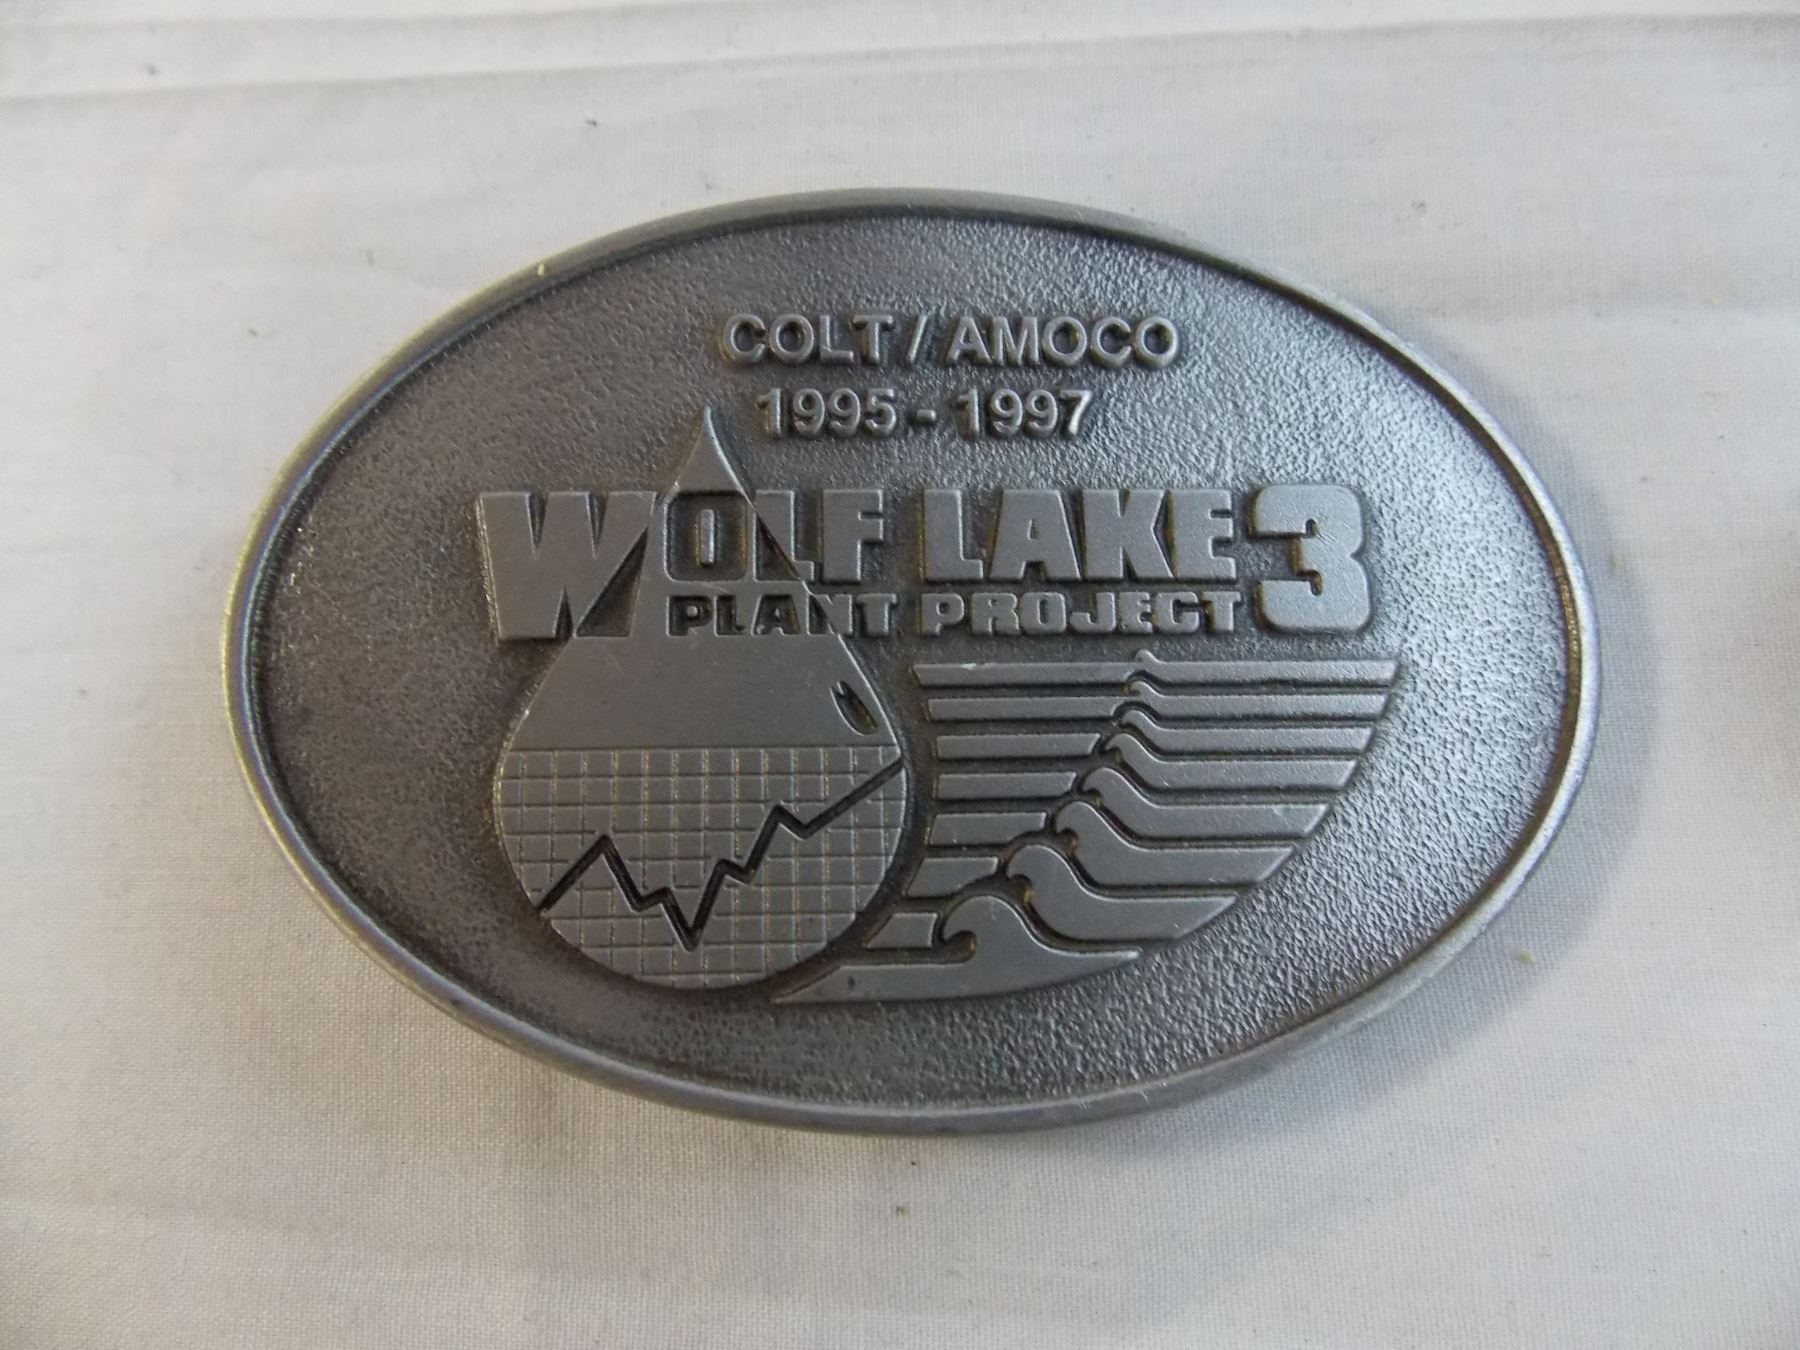 COLT / AMOCO
1995 - 1997
WOLF LAKE 3
PLANT PROJECT